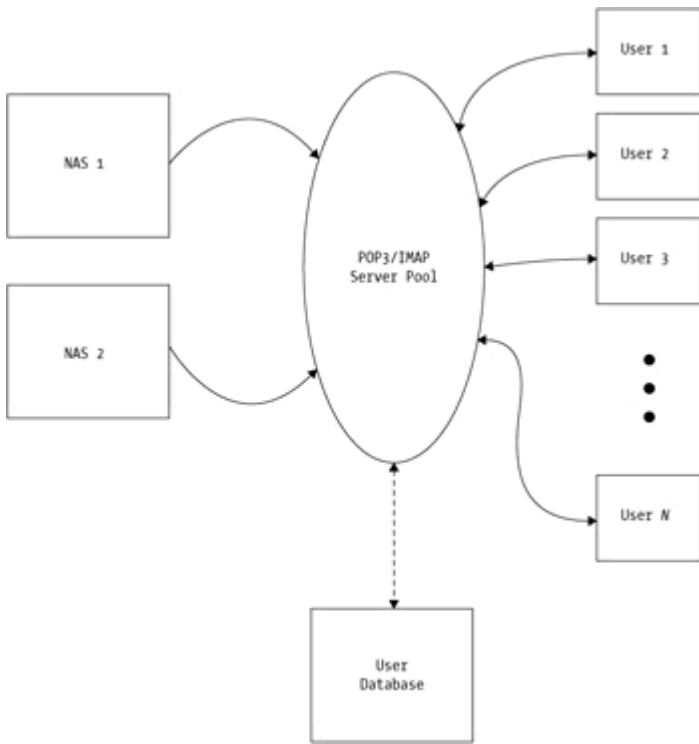 User 1
NAS 1
User 2
POP3/IMAP
Server Pool
User 3
NAS 2
User N
User
Database